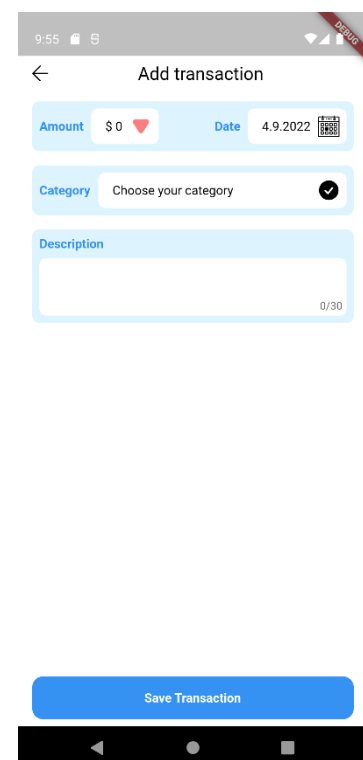 9:55
DEBUG
Add transaction
Amount $ 0 Date 4.9.2022
Category Choose your category
Description
0/30
Save Transaction